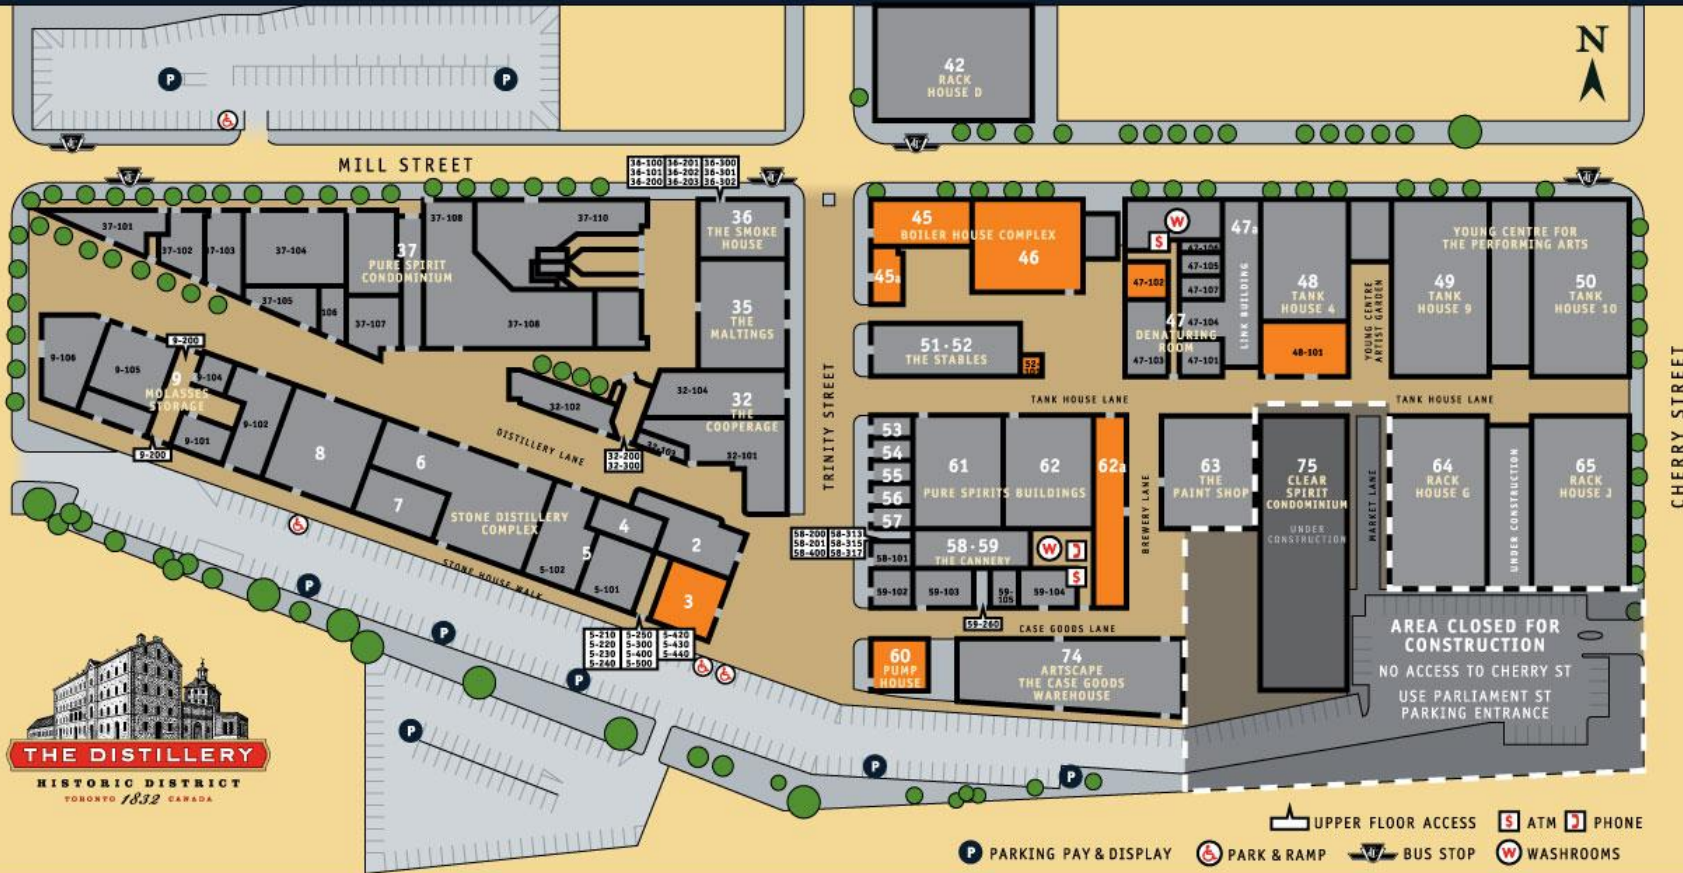 42
RACK
HOUSE D
N
P
P
MILL STREET
36-100 36-201 36-300
36-101 36-202 36-301
36-200 36-203 36-302
37-101
37-102
37-103
37-104
37-105
106
37-107
37
PURE SPIRIT
CONDOMINIUM
37-108
37-110
37-108
36
THE SMOKE
HOUSE
35
THE
MALTINGS
32-104
32
THE
COOPERAGE
32-101
32-102
32-103
32-200
32-300
9-106
9-105
9-200
9-104
9
MOLASSES
STORAGE
9-101
9-102
9-200
8
6
7
STONE DISTILLERY
COMPLEX
DISTILLERY LANE
4
5
5-102
5-101
2
3
STONE HOUSE WALK
5-210 5-250 5-420
5-220 5-300 5-430
5-230 5-400 5-440
5-240 5-500
P
P
P
P
P
P
TRINITY STREET
45
BOILER HOUSE COMPLEX
46
45a
51·52
THE STABLES
W
$
47-106
47-105
47-107
47-102
47
DENATURING
ROOM
47-104
47-103
47-101
47a
LINK BUILDING
48
TANK
HOUSE 4
48-101
YOUNG CENTRE
ARTIST GARDEN
YOUNG CENTRE FOR
THE PERFORMING ARTS
49
TANK
HOUSE 9
50
TANK
HOUSE 10
TANK HOUSE LANE
TANK HOUSE LANE
CHERRY STREET
53
54
55
56
57
61
62
PURE SPIRITS BUILDINGS
62a
58-200 58-313
58-201 58-315
58-400 58-317
58-101
58·59
THE CANNERY
W
$
59-102
59-103
59-105
59-104
59-260
BREWERY LANE
CASE GOODS LANE
63
THE
PAINT SHOP
75
CLEAR
SPIRIT
CONDOMINIUM
UNDER
CONSTRUCTION
MARKET LANE
64
RACK
HOUSE G
UNDER CONSTRUCTION
65
RACK
HOUSE J
60
PUMP
HOUSE
74
ARTSCAPE
THE CASE GOODS
WAREHOUSE
AREA CLOSED FOR
CONSTRUCTION
NO ACCESS TO CHERRY ST
USE PARLIAMENT ST
PARKING ENTRANCE
THE DISTILLERY
HISTORIC DISTRICT
TORONTO 1832 CANADA
UPPER FLOOR ACCESS $ ATM PHONE
P PARKING PAY & DISPLAY PARK & RAMP BUS STOP W WASHROOMS